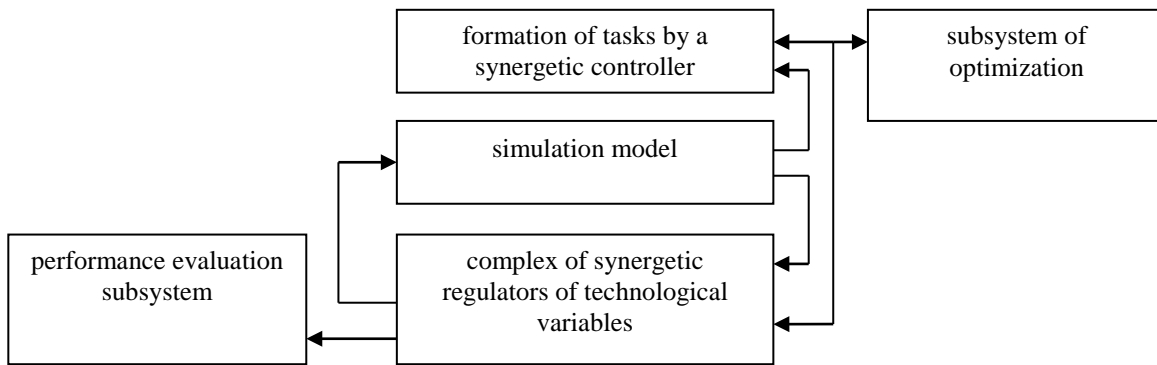 formation of tasks by a
synergetic controller
subsystem of
optimization
simulation model
performance evaluation
subsystem
complex of synergetic
regulators of technological
variables